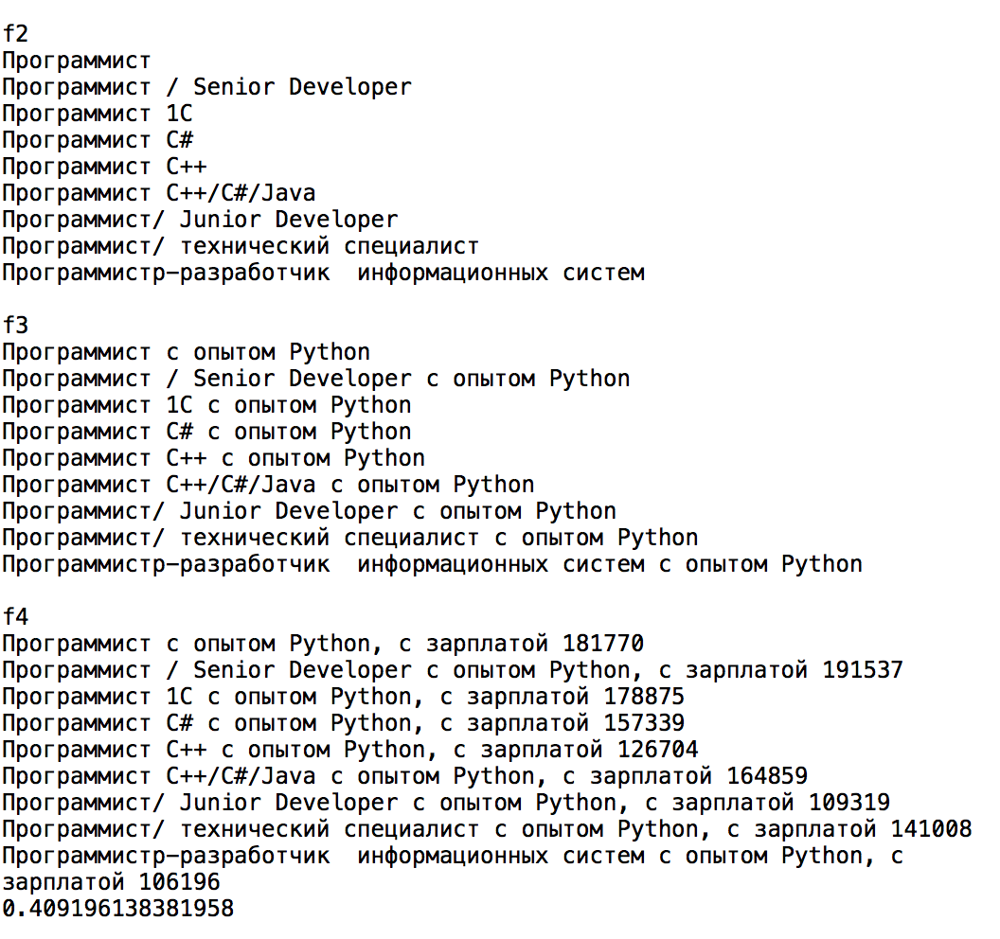 f2
Программист
Программист / Senior Developer
Программист 1C
Программист C#
Программист C++
Программист C++/C#/Java
Программист/ Junior Developer
Программист/ технический специалист
Программистр-разработчик  информационных систем
f3
Программист с опытом Python
Программист / Senior Developer с опытом Python
Программист 1C с опытом Python
Программист C# с опытом Python
Программист C++ с опытом Python
Программист C++/C#/Java с опытом Python
Программист/ Junior Developer с опытом Python
Программист/ технический специалист с опытом Python
Программистр-разработчик  информационных систем с опытом Python
f4
Программист с опытом Python, с зарплатой 181770
Программист / Senior Developer с опытом Python, с зарплатой 191537
Программист 1C с опытом Python, с зарплатой 178875
Программист C# с опытом Python, с зарплатой 157339
Программист C++ с опытом Python, с зарплатой 126704
Программист C++/C#/Java с опытом Python, с зарплатой 164859
Программист/ Junior Developer с опытом Python, с зарплатой 109319
Программист/ технический специалист с опытом Python, с зарплатой 141008
Программистр-разработчик  информационных систем с опытом Python, с
зарплатой 106196
0.409196138381958